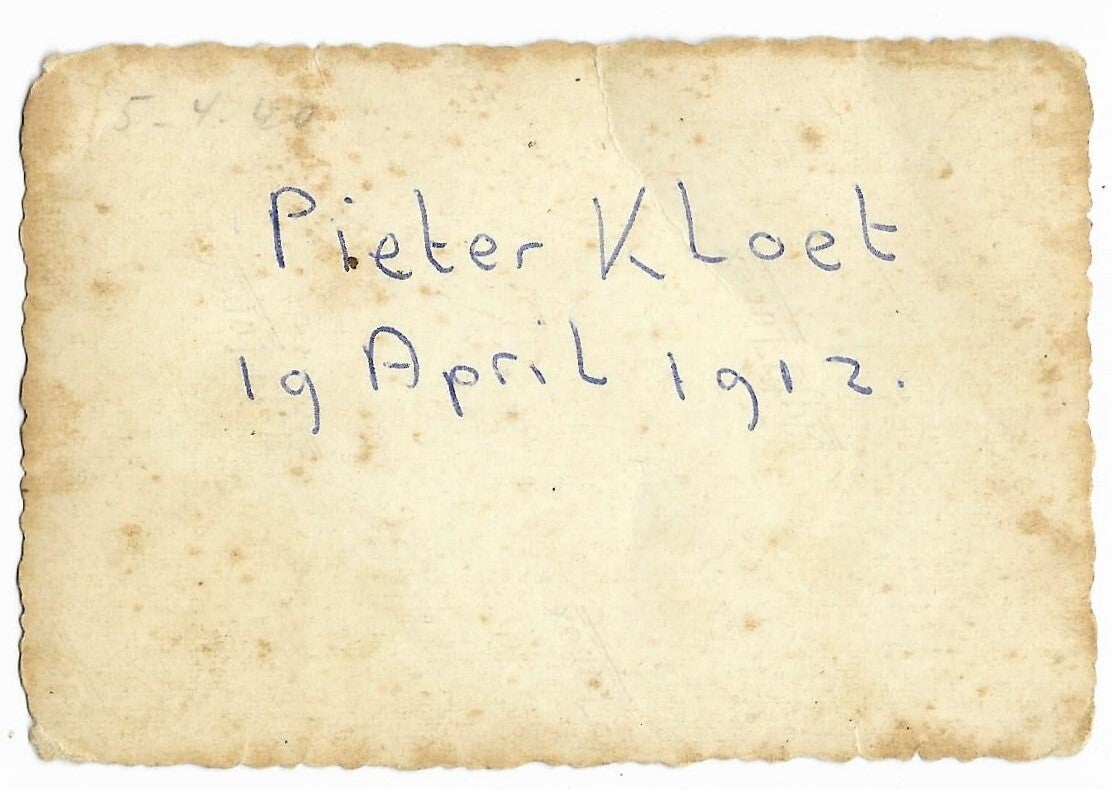 5-4-40
Pieter Kloet
19 April 1912.